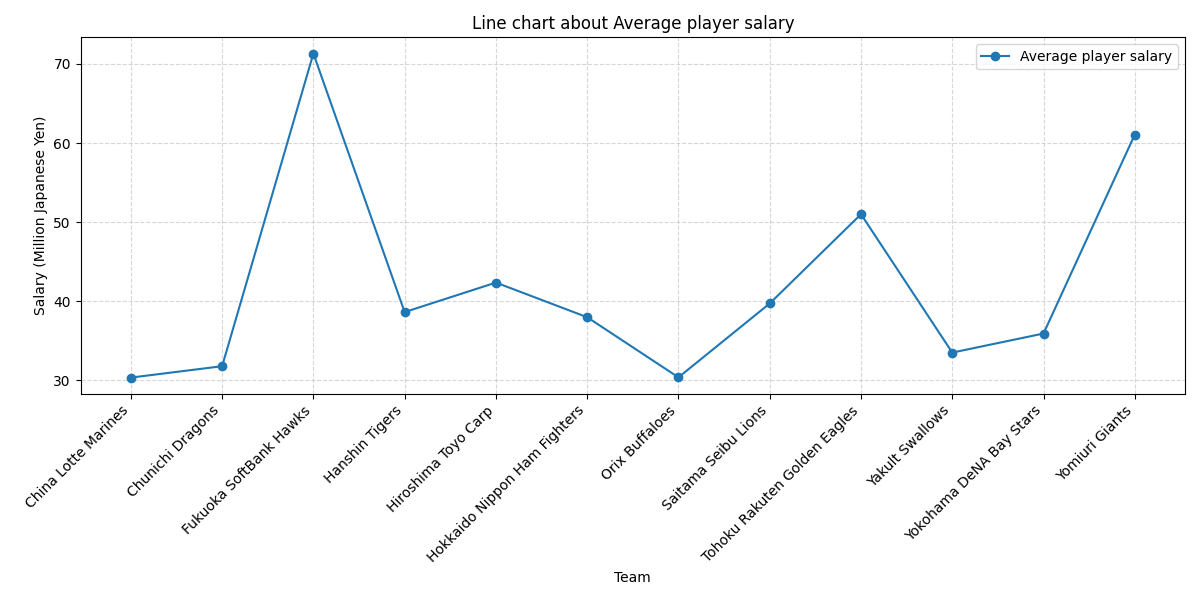 Line chart about Average player salary
Average player salary
Salary (Million Japanese Yen)
70
60
50
40
30
China Lotte Marines
Chunichi Dragons
Fukuoka SoftBank Hawks
Hanshin Tigers
Hiroshima Toyo Carp
Hokkaido Nippon Ham Fighters
Orix Buffaloes
Saitama Seibu Lions
Tohoku Rakuten Golden Eagles
Yakult Swallows
Yokohama DeNA Bay Stars
Yomiuri Giants
Team